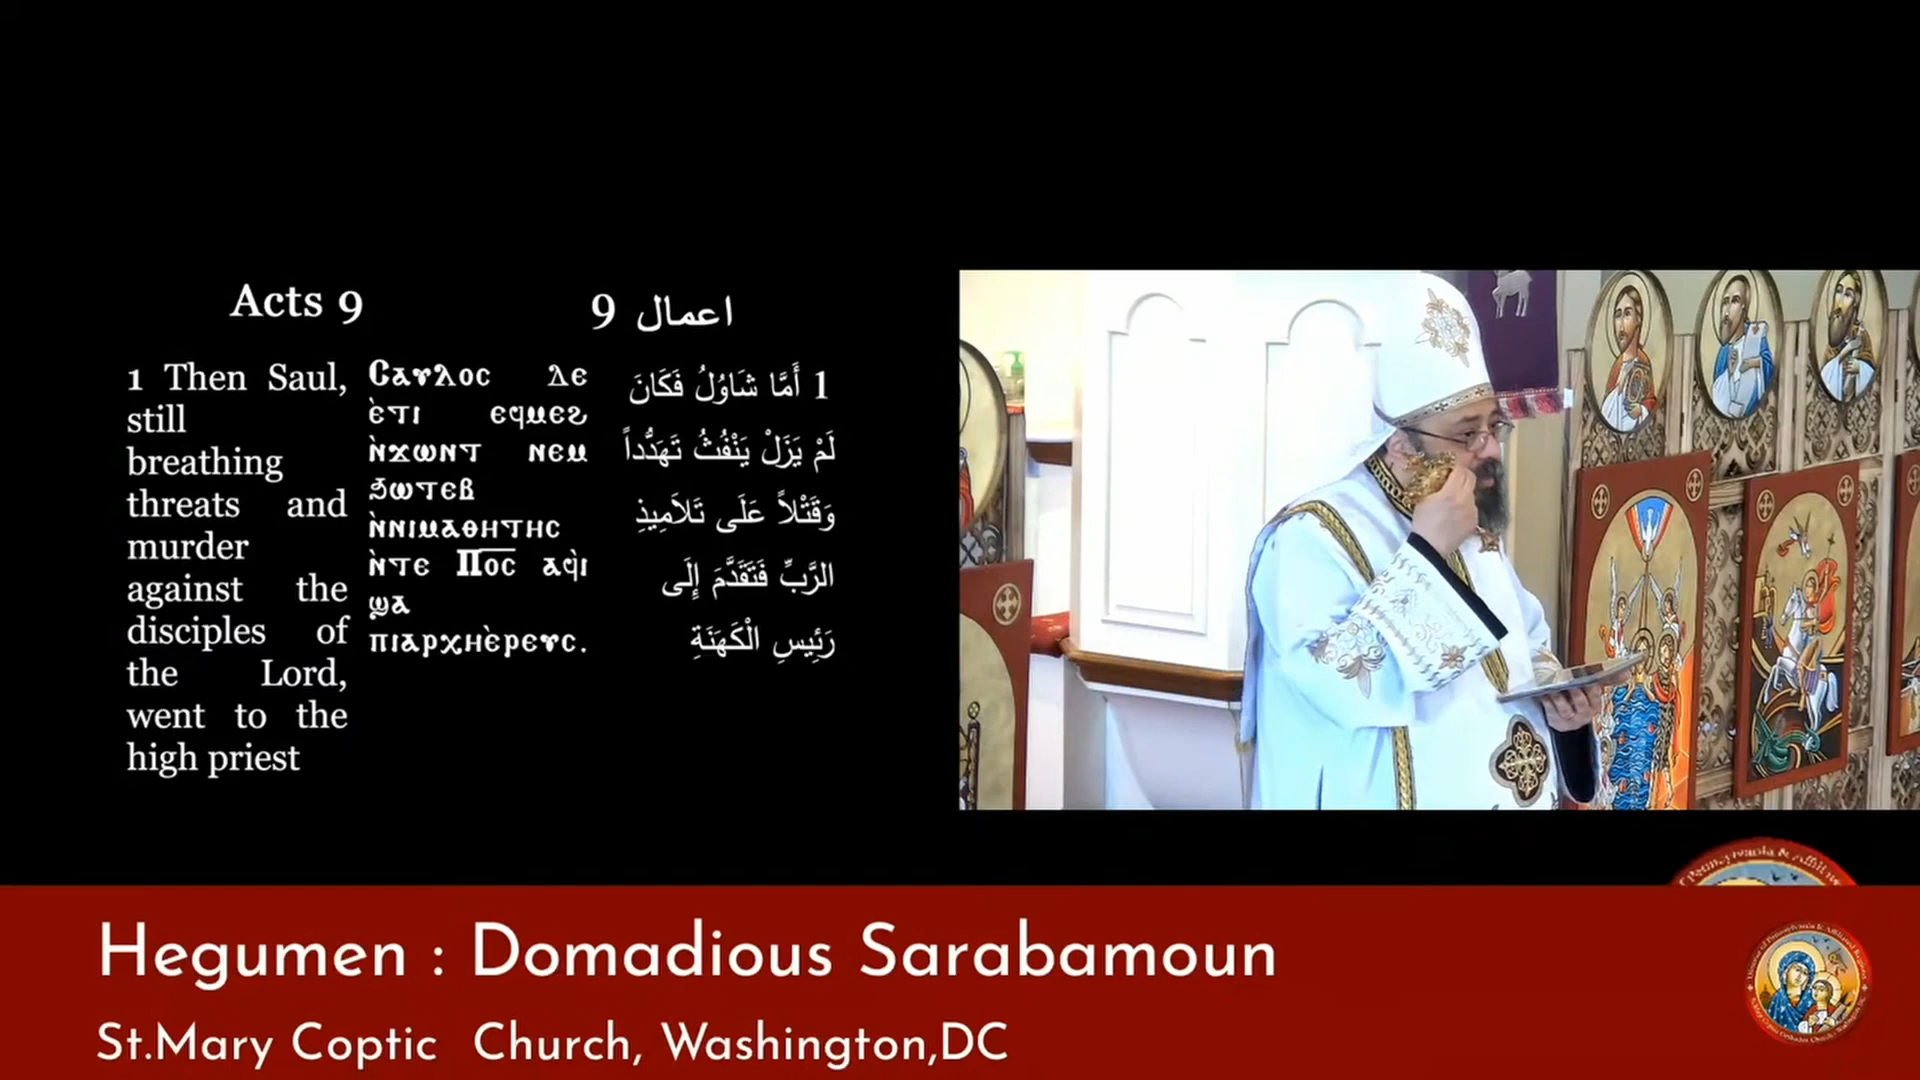 Acts 9
اعمال 9
1 Then Saul,
still
breathing
threats and
murder
against the
disciples of
the Lord,
went to the
high priest
Ⲥⲁⲩⲗⲟⲥ ⲇⲉ
ⲉ̀ⲧⲓ ⲉϥⲙⲉϩ
ⲛ̀ϫⲱⲛⲧ ⲛⲉⲙ
ϧⲱⲧⲉⲃ
ⲛ̀ⲛⲓⲙⲁⲑⲏⲧⲏⲥ
ⲛ̀ⲧⲉ Ⲡⲟ̅ⲥ̅ ⲁϥⲓ̀
ϣⲁ
ⲡⲓⲁⲣⲭⲏⲉ̀ⲣⲉⲩⲥ.
1 أَمَّا شَاوُلُ فَكَانَ
لَمْ يَزَلْ يَنْفُثُ تَهَدُّداً
وَقَتْلاً عَلَى تَلاَمِيذِ
الرَّبِّ فَتَقَدَّمَ إِلَى
رَئِيسِ الْكَهَنَةِ
Hegumen : Domadious Sarabamoun
St.Mary Coptic Church, Washington,DC